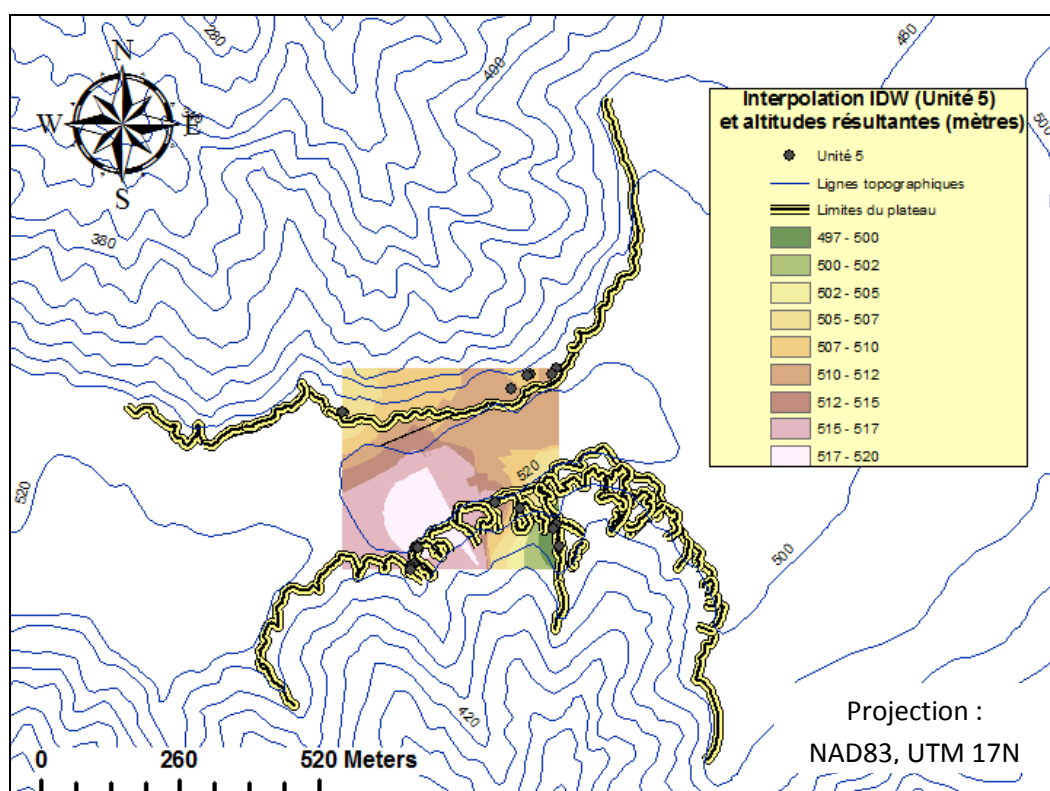 280
480
400
N
W
E
S
380
500
Interpolation IDW (Unité 5)
et altitudes résultantes (mètres)
Unité 5
Lignes topographiques
Limites du plateau
497 - 500
500 - 502
502 - 505
505 - 507
507 - 510
510 - 512
512 - 515
515 - 517
517 - 520
520
520
500
420
Projection :
NAD83, UTM 17N
0
260
520 Meters